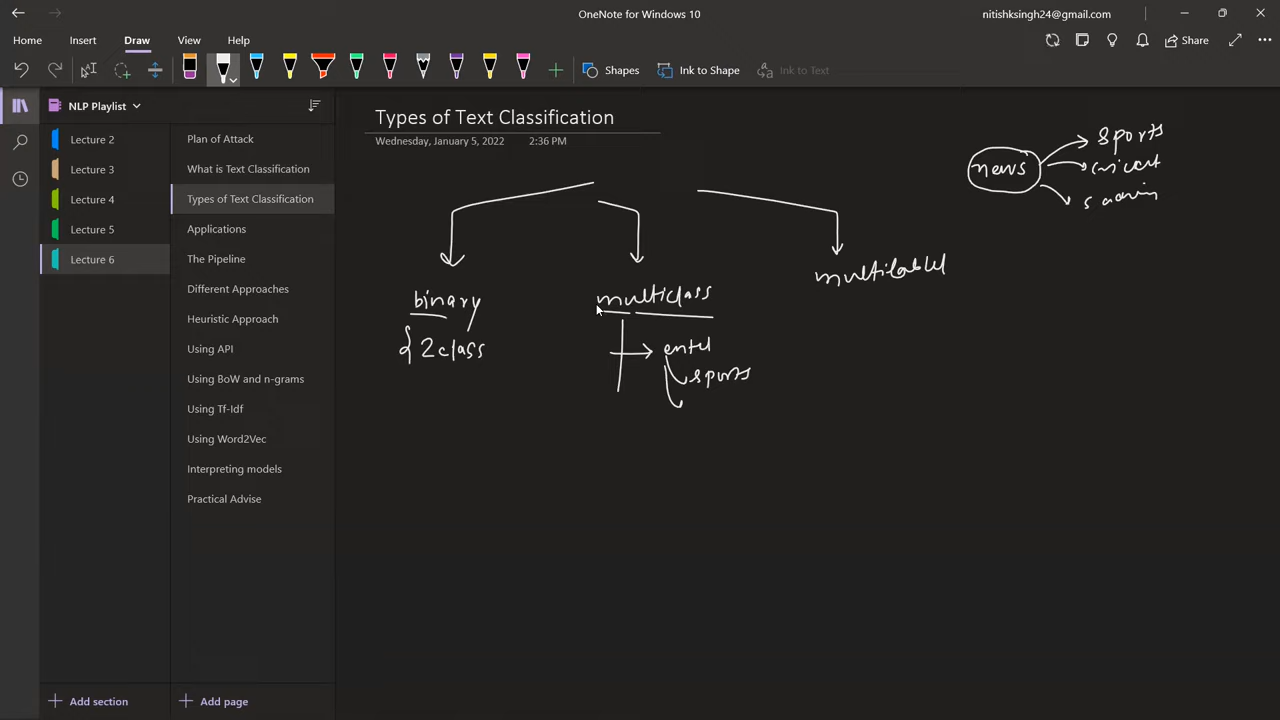 OneNote for Windows 10
nitishksingh24@gmail.com
Home Insert Draw View Help
Share
Shapes
Ink to Shape
Ink to Text
NLP Playlist
Lecture 2
Lecture 3
Lecture 4
Lecture 5
Lecture 6
Add section
Plan of Attack
What is Text Classification
Types of Text Classification
Applications
The Pipeline
Different Approaches
Heuristic Approach
Using API
Using BoW and n-grams
Using Tf-Idf
Using Word2Vec
Interpreting models
Practical Advise
Add page
Types of Text Classification
Wednesday, January 5, 2022 2:36 PM
news
sports
binary
{ 2 class
multiclass
entel
sports
multilabel